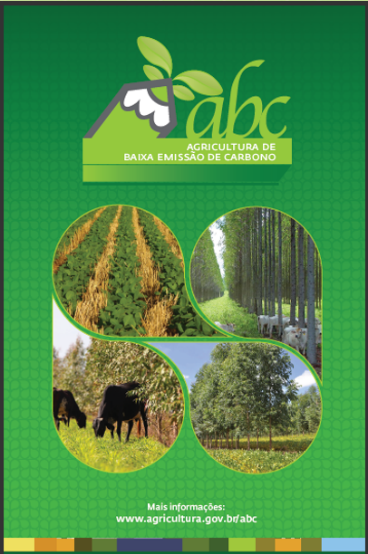 abc
AGRICULTURA DE
BAIXA EMISSÃO DE CARBONO
Mais informações:
www.agricultura.gov.br/abc